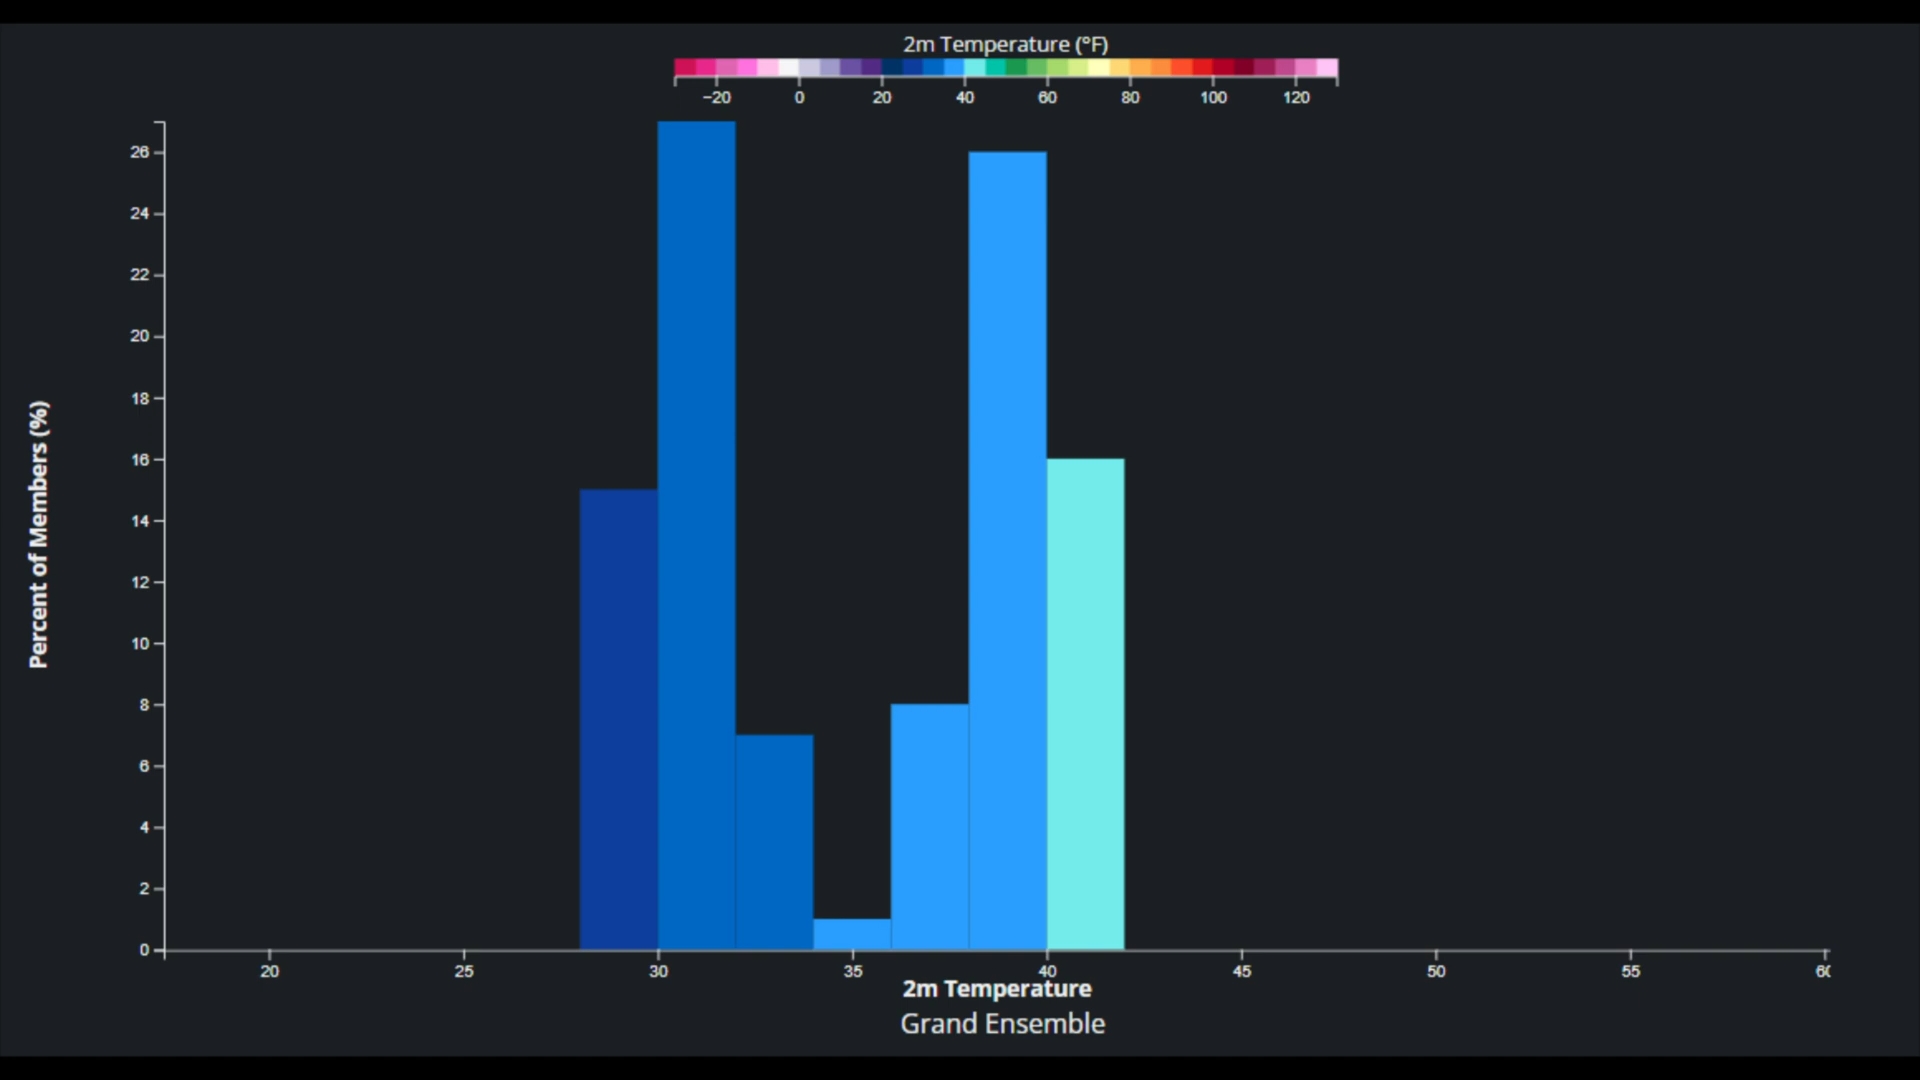 2m Temperature (°F)
−20 0 20 40 60 80 100 120
26
24
22
20
18
16
14
12
10
8
6
4
2
0
Percent of Members (%)
20 25 30 35 40 45 50 55 60
2m Temperature
Grand Ensemble